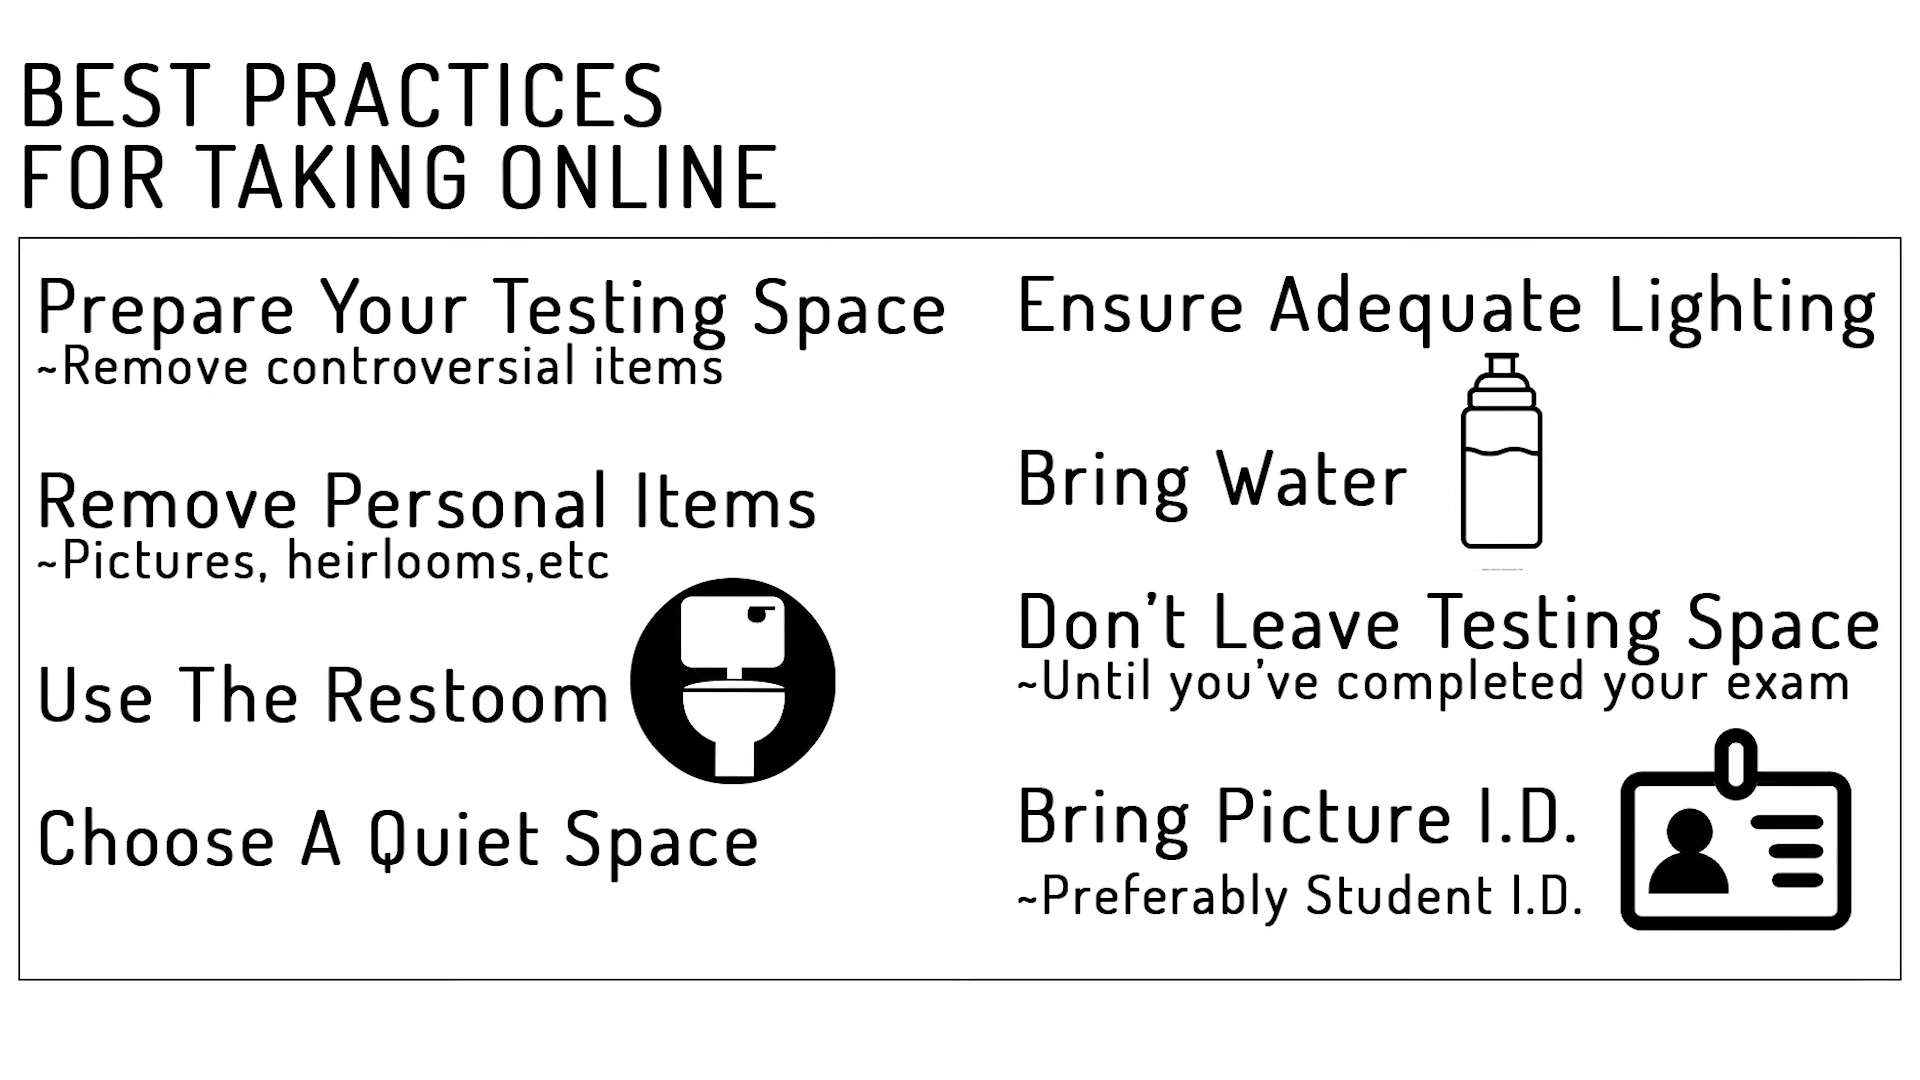 BEST PRACTICES
FOR TAKING ONLINE
Prepare Your Testing Space
~Remove controversial items
Remove Personal Items
~Pictures, heirlooms,etc
Use The Restoom
Choose A Quiet Space
Ensure Adequate Lighting
Bring Water
Don't Leave Testing Space
~Until you've completed your exam
Bring Picture I.D.
~Preferably Student I.D.